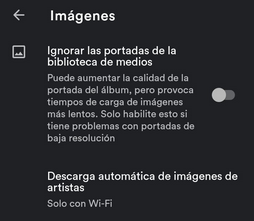 Imágenes
Ignorar las portadas de la
biblioteca de medios
Puede aumentar la calidad de la
portada del álbum, pero provoca
tiempos de carga de imágenes
más lentos. Solo habilite esto si
tiene problemas con portadas de
baja resolución
Descarga automática de imágenes de
artistas
Solo con Wi-Fi